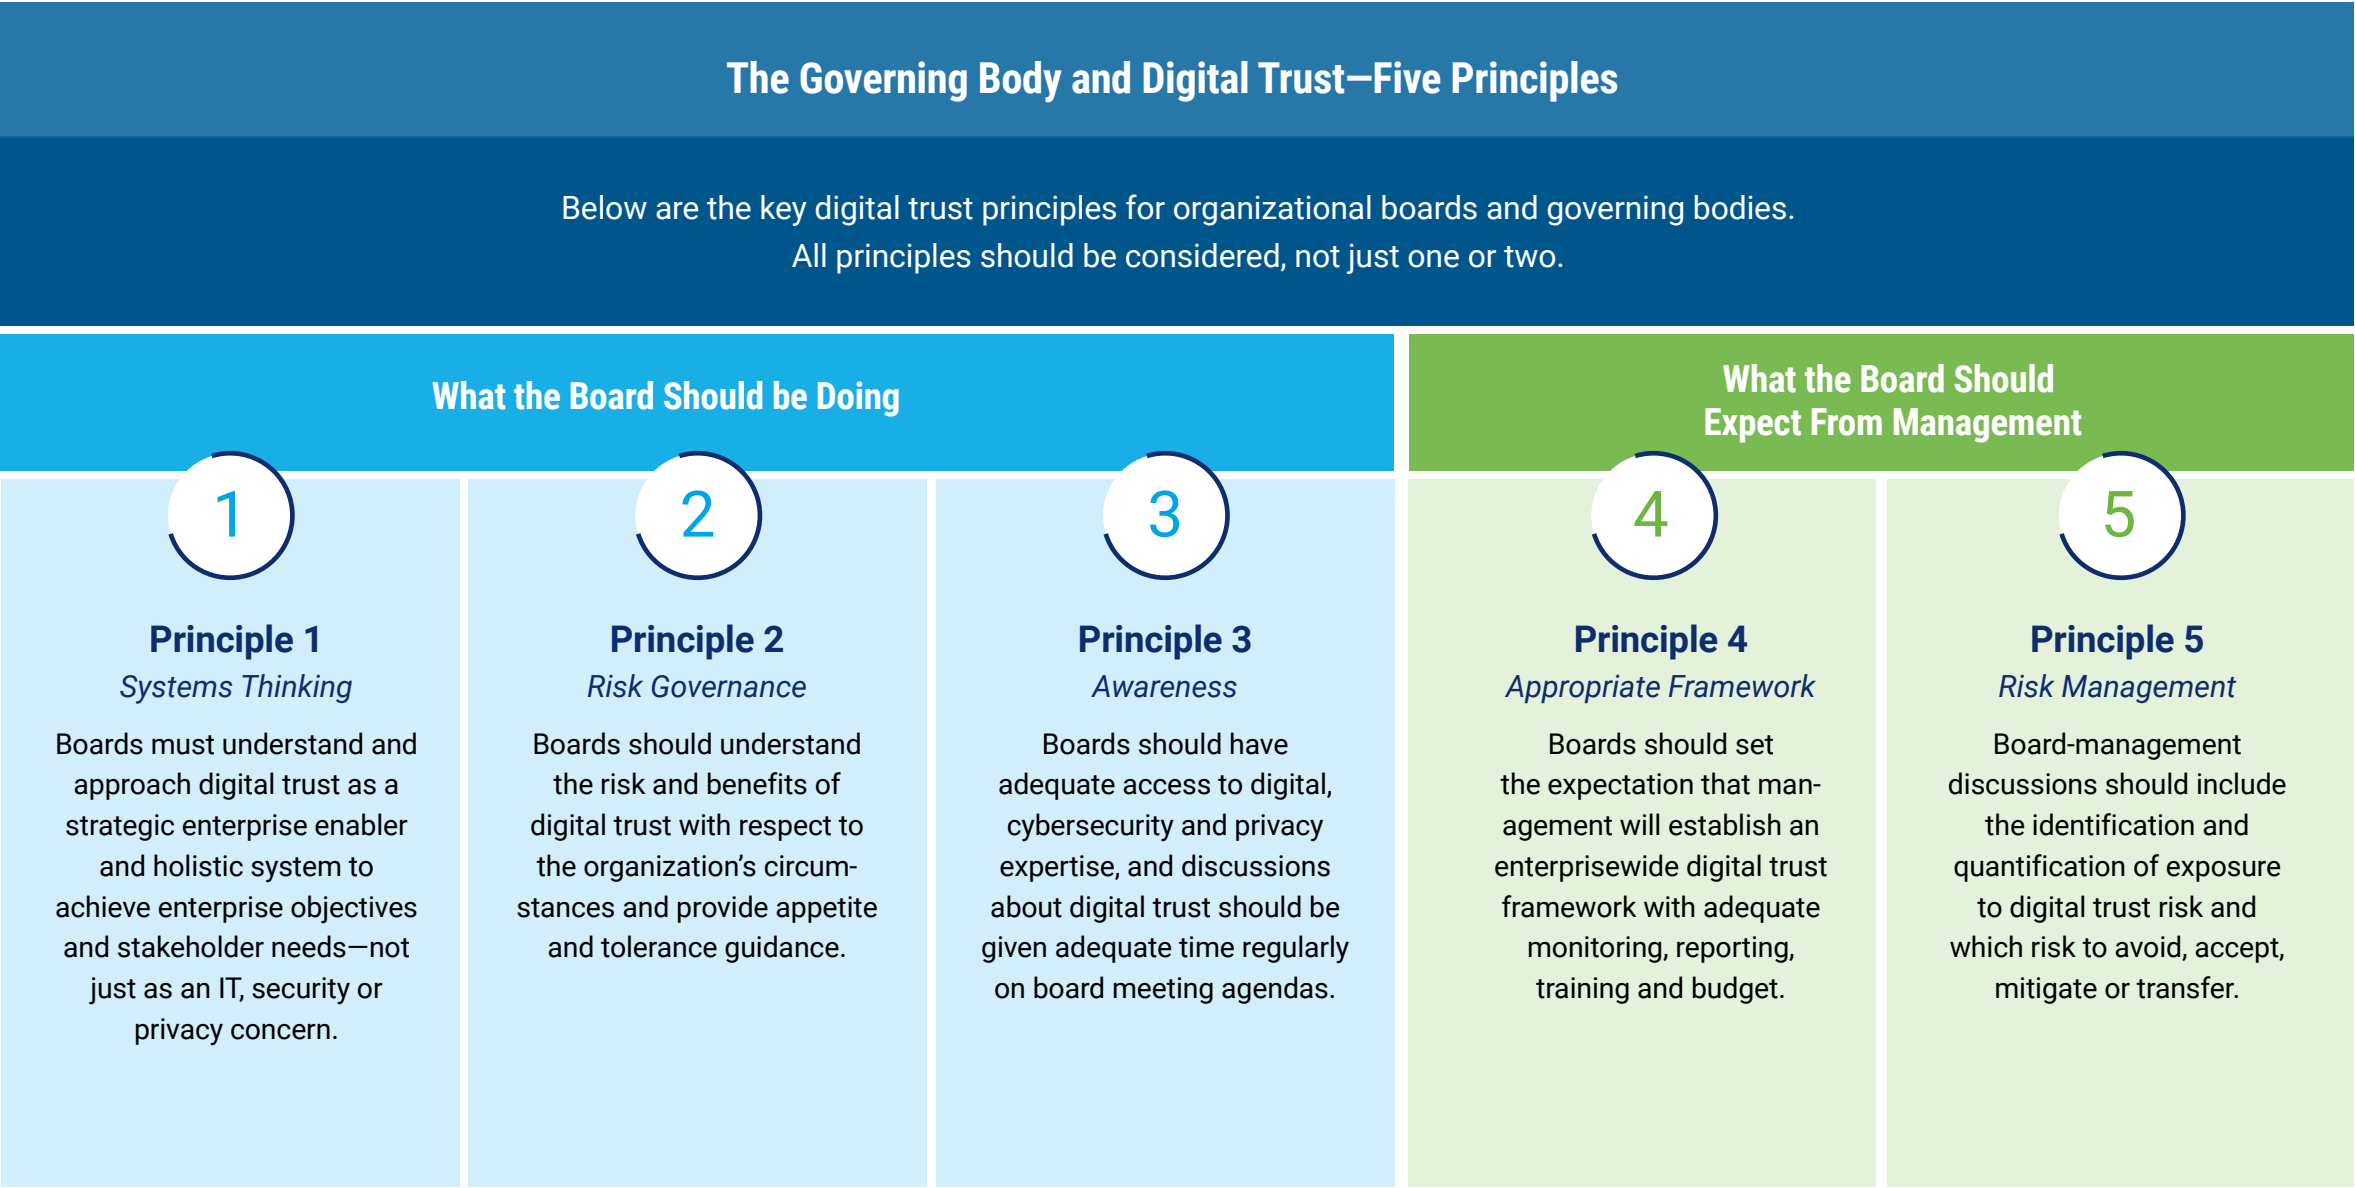 The Governing Body and Digital Trust—Five Principles
Below are the key digital trust principles for organizational boards and governing bodies.
All principles should be considered, not just one or two.
What the Board Should be Doing
1
Principle 1
Systems Thinking
Boards must understand and
approach digital trust as a
strategic enterprise enabler
and holistic system to
achieve enterprise objectives
and stakeholder needs—not
just as an IT, security or
privacy concern.
2
Principle 2
Risk Governance
Boards should understand
the risk and benefits of
digital trust with respect to
the organization’s circum-
stances and provide appetite
and tolerance guidance.
3
Principle 3
Awareness
Boards should have
adequate access to digital,
cybersecurity and privacy
expertise, and discussions
about digital trust should be
given adequate time regularly
on board meeting agendas.
What the Board Should
Expect From Management
4
Principle 4
Appropriate Framework
Boards should set
the expectation that man-
agement will establish an
enterprisewide digital trust
framework with adequate
monitoring, reporting,
training and budget.
5
Principle 5
Risk Management
Board-management
discussions should include
the identification and
quantification of exposure
to digital trust risk and
which risk to avoid, accept,
mitigate or transfer.